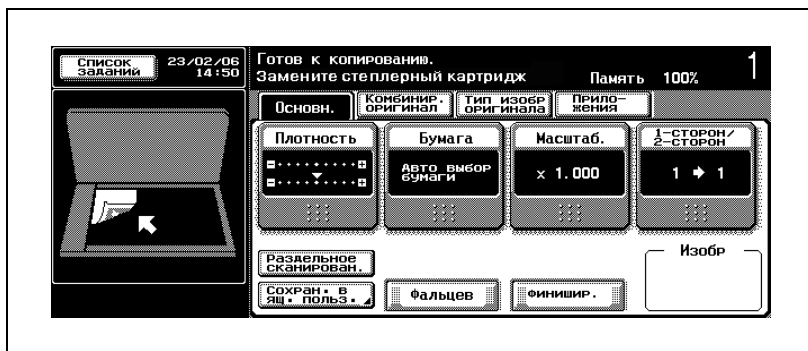 Список заданий
23/02/06
14:50
Готов к копированию.
Замените степлерный картридж
Память 100%
1
Основн.
Комбинир. оригинал
Тип изобр оригинала
Прило-
жения
Плотность
Бумага
Масштаб.
1-сторон/
2-сторон
Авто выбор
бумаги
× 1.000
1 → 1
Раздельное
сканирован.
Изобр
Сохран. в
ящ. польз.
Фальцев
Финишир.